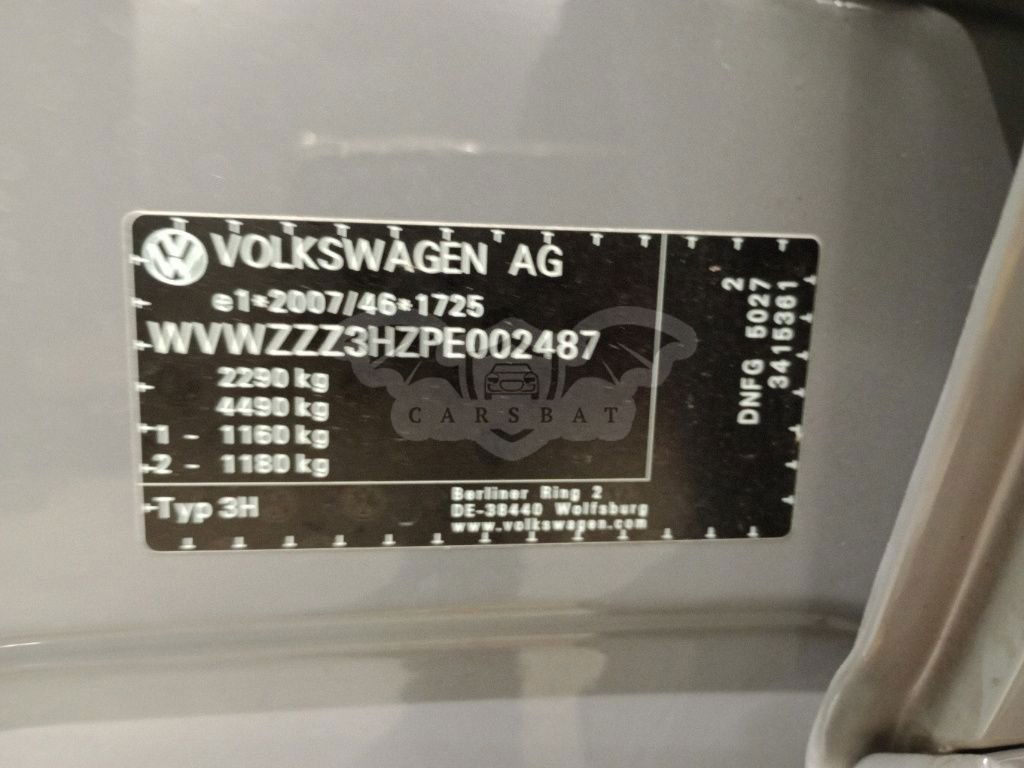 VOLKSWAGEN AG
e1*2007/46*1725
WVWZZZ3HZPE002487
2290 kg
4490 kg
1 - 1160 kg
2 - 1180 kg
Typ 3H
Berliner Ring 2
DE-38440 Wolfsburg
www.volkswagen.com
2
DNFG 5027
3415361
CARSBAT